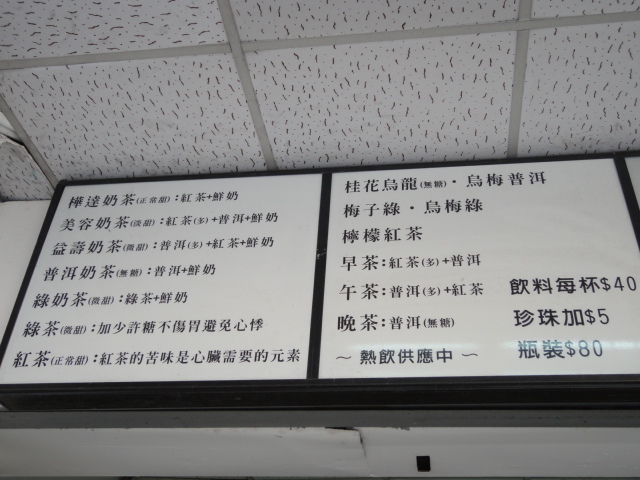 樺達奶茶(正常甜):紅茶+鮮奶
美容奶茶(淡甜):紅茶(多)+普洱+鮮奶
益壽奶茶(微甜):普洱(多)+紅茶+鮮奶
普洱奶茶(無糖):普洱+鮮奶
綠奶茶(微甜):綠茶+鮮奶
綠茶(微甜):加少許糖不傷胃避免心悸
紅茶(正常甜):紅茶的苦味是心臟需要的元素
桂花烏龍(無糖)・烏梅普洱
梅子綠・烏梅綠
檸檬紅茶
早茶:紅茶(多)+普洱
午茶:普洱(多)+紅茶
晚茶:普洱(無糖)
~ 熱飲供應中 ~
飲料每杯$40
珍珠加$5
瓶裝$80